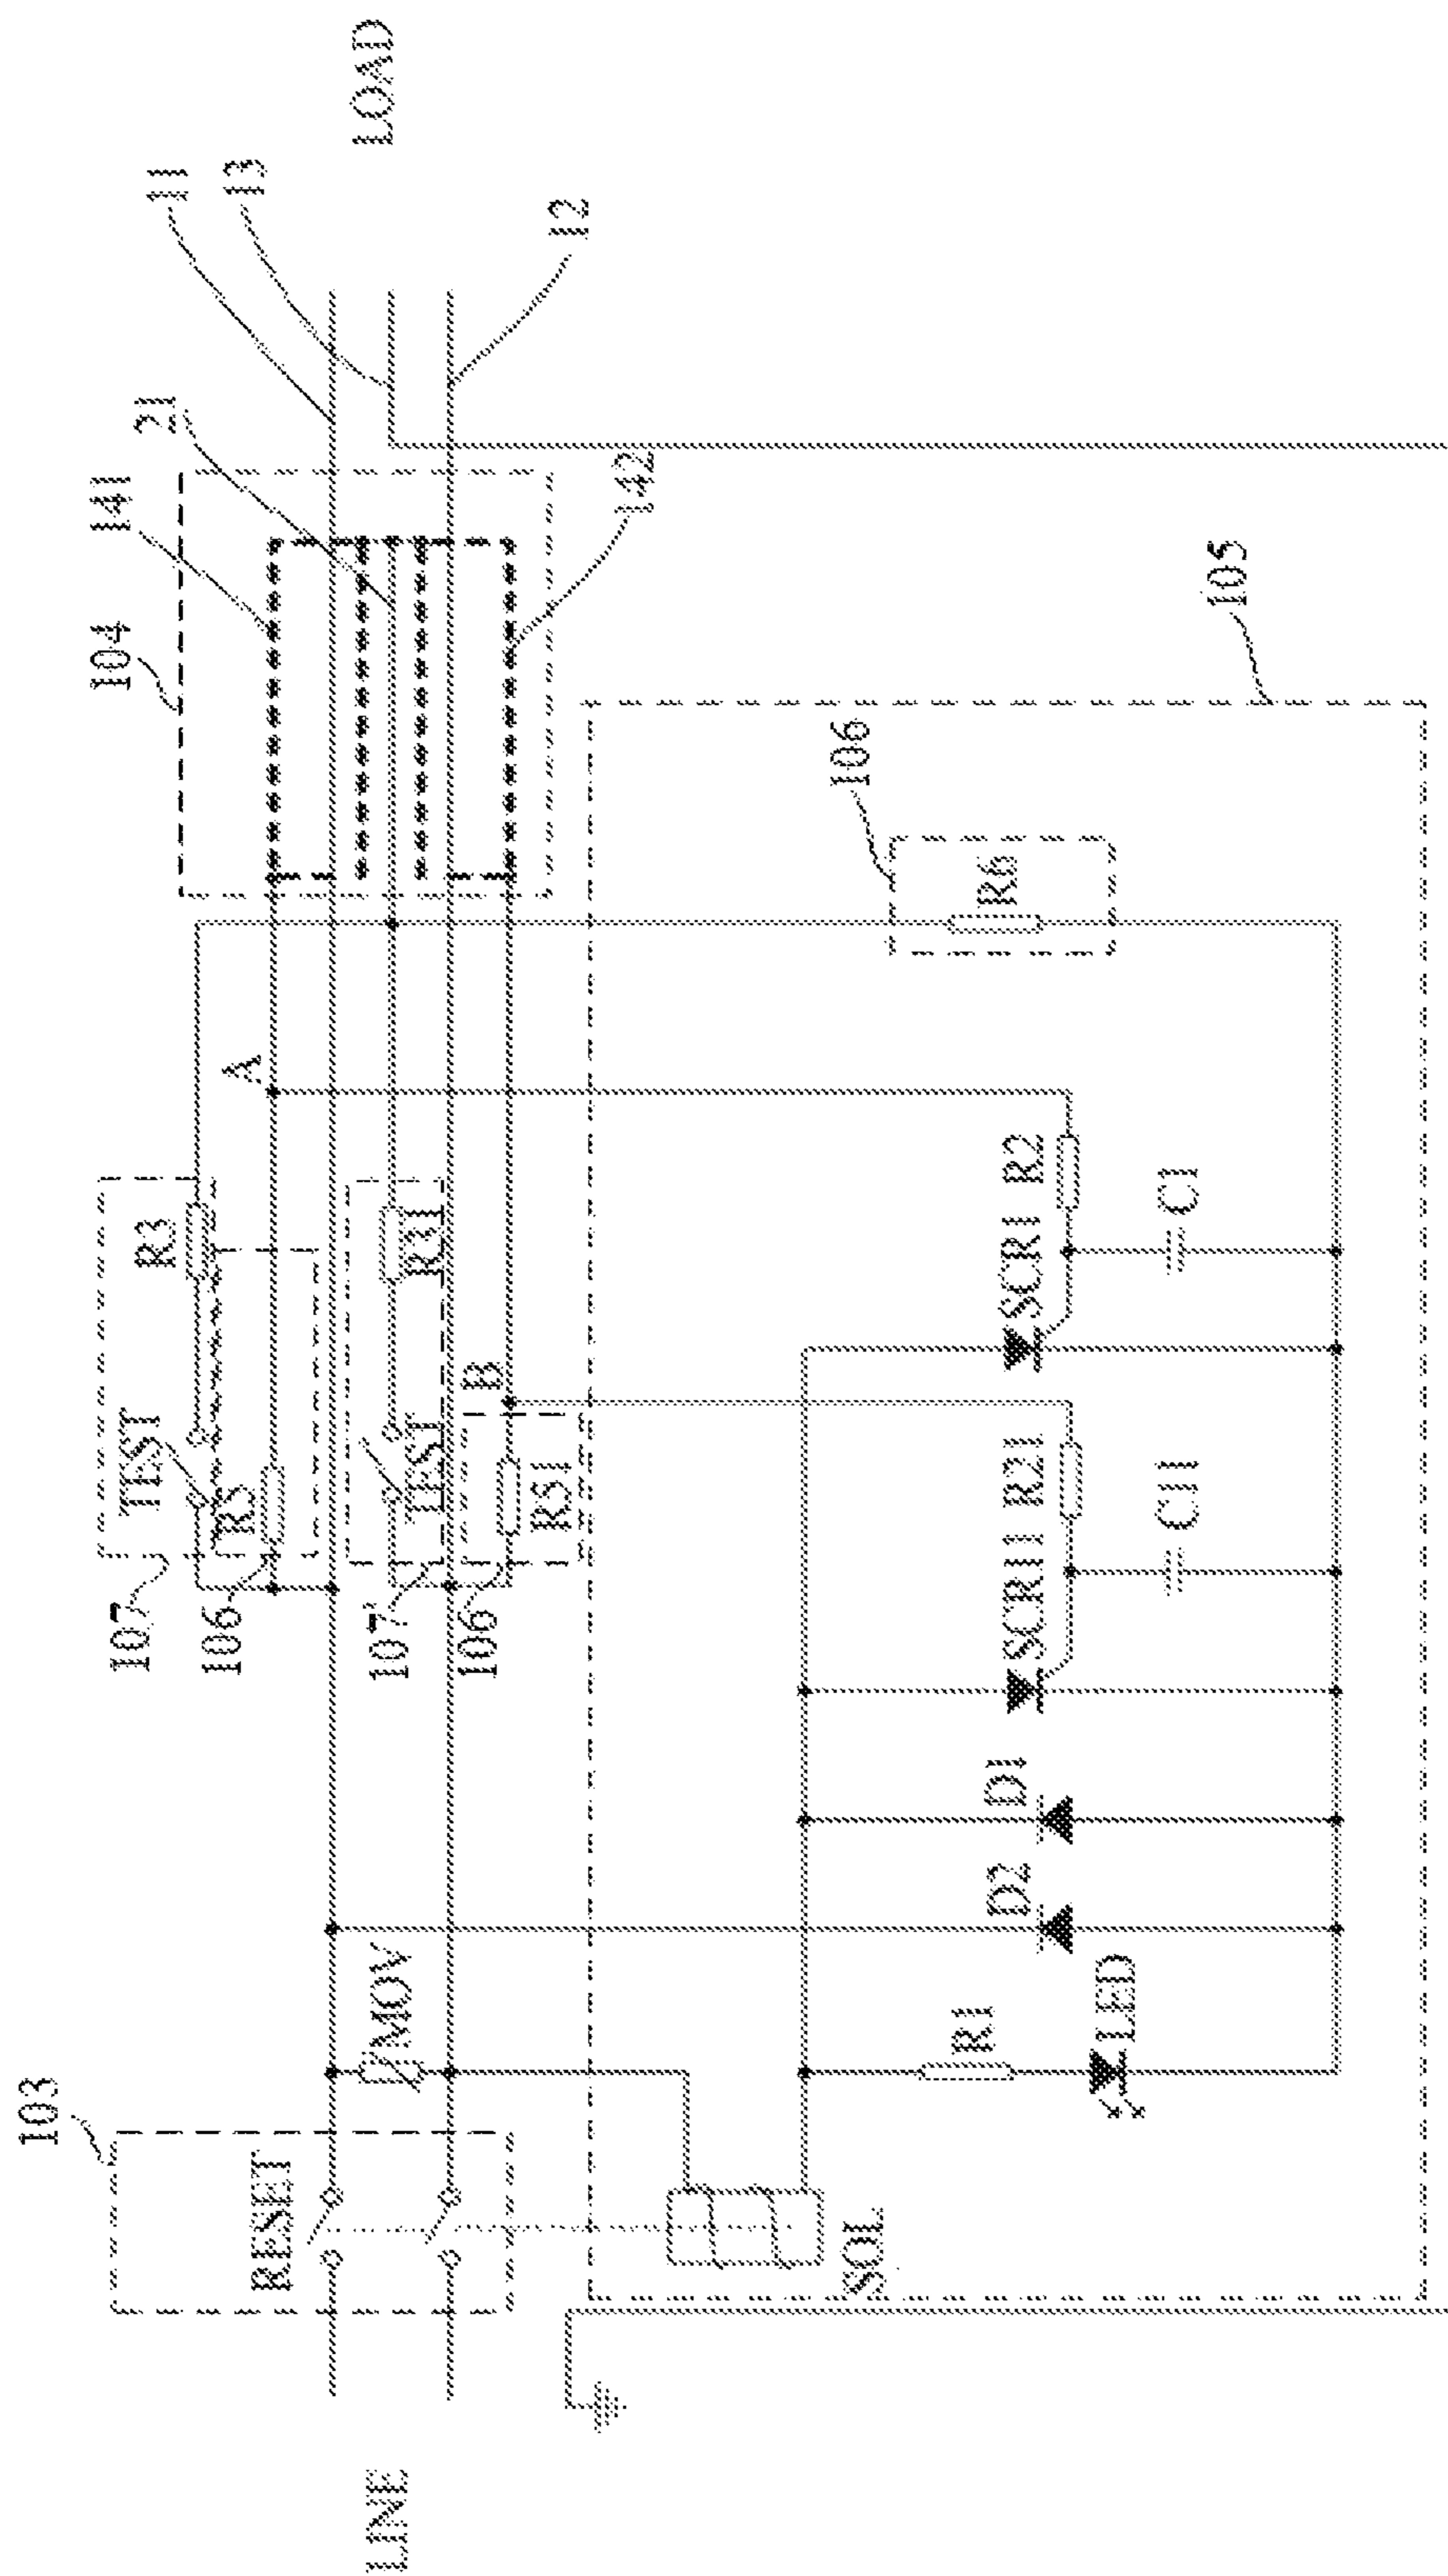 103
107
TEST
R3
104
141
21
11
106
R5
A
13
RESET
LINE
MOV
107'
TEST
R31
LOAD
106
B
R51
142
12
SOL
106
R1
LED
D2
D1
SCR11 R21
SCR1 R2
R6
C11
C1
105